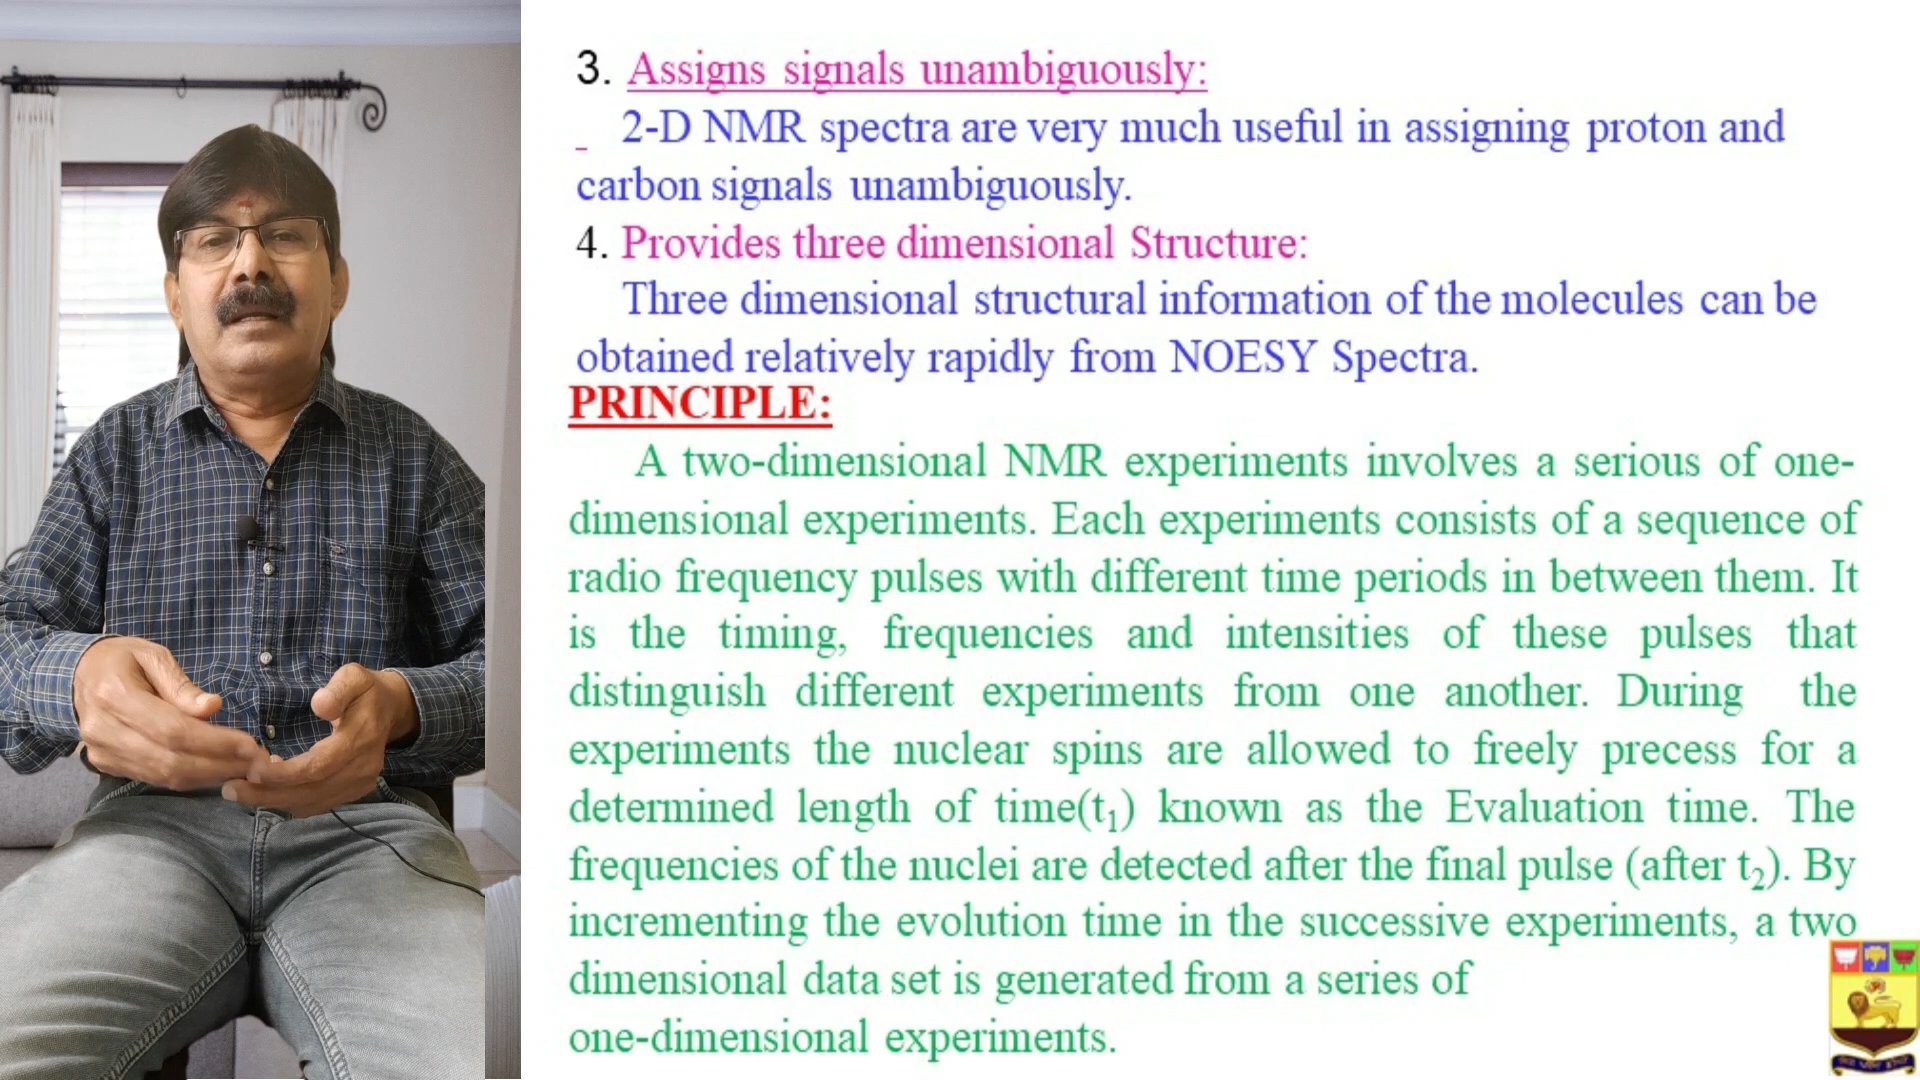 3. Assigns signals unambiguously:
2-D NMR spectra are very much useful in assigning proton and
carbon signals unambiguously.
4. Provides three dimensional Structure:
Three dimensional structural information of the molecules can be
obtained relatively rapidly from NOESY Spectra.
PRINCIPLE:
A two-dimensional NMR experiments involves a serious of one-
dimensional experiments. Each experiments consists of a sequence of
radio frequency pulses with different time periods in between them. It
is the timing, frequencies and intensities of these pulses that
distinguish different experiments from one another. During the
experiments the nuclear spins are allowed to freely precess for a
determined length of time(t₁) known as the Evaluation time. The
frequencies of the nuclei are detected after the final pulse (after t₂). By
incrementing the evolution time in the successive experiments, a two
dimensional data set is generated from a series of
one-dimensional experiments.